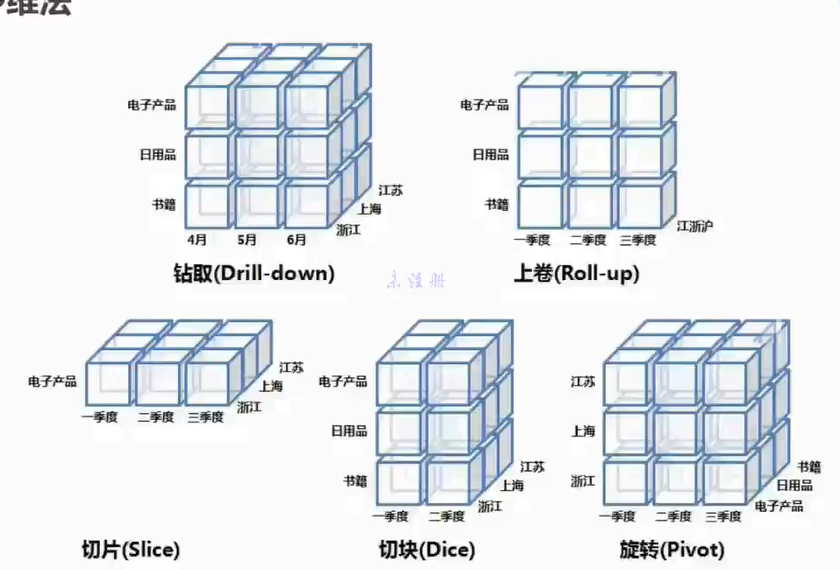 维法
电子产品
日用品
书籍
江苏
上海
浙江
4月 5月 6月
钻取(Drill-down)
电子产品
日用品
书籍
江浙沪
一季度 二季度 三季度
上卷(Roll-up)
未注册
电子产品
江苏
上海
浙江
一季度 二季度 三季度
切片(Slice)
电子产品
日用品
书籍
江苏
上海
浙江
一季度 二季度
切块(Dice)
江苏
上海
浙江
书籍
日用品
电子产品
一季度 二季度 三季度
旋转(Pivot)